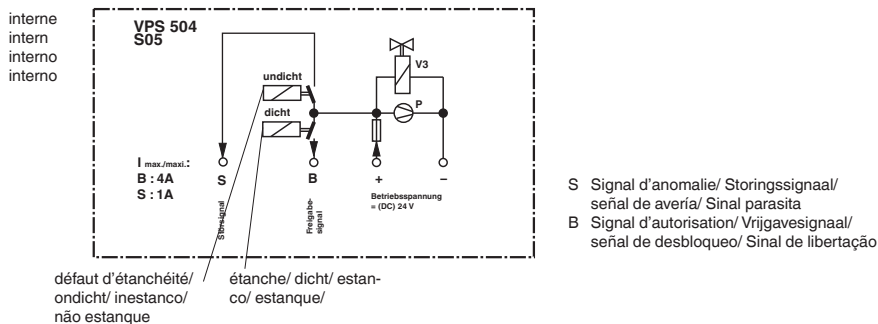 interne
intern
interno
interno
VPS 504
S05
V3
undicht
P
dicht
I max./maxi.:
B : 4A
S : 1A
S
B
+
–
Störsignal
Freigabe-
signal
Betriebsspannung
= (DC) 24 V
S Signal d'anomalie/ Storingssignaal/
señal de avería/ Sinal parasita
B Signal d'autorisation/ Vrijgavesignaal/
señal de desbloqueo/ Sinal de libertação
défaut d'étanchéité/
ondicht/ inestanco/
não estanque
étanche/ dicht/ estan-
co/ estanque/